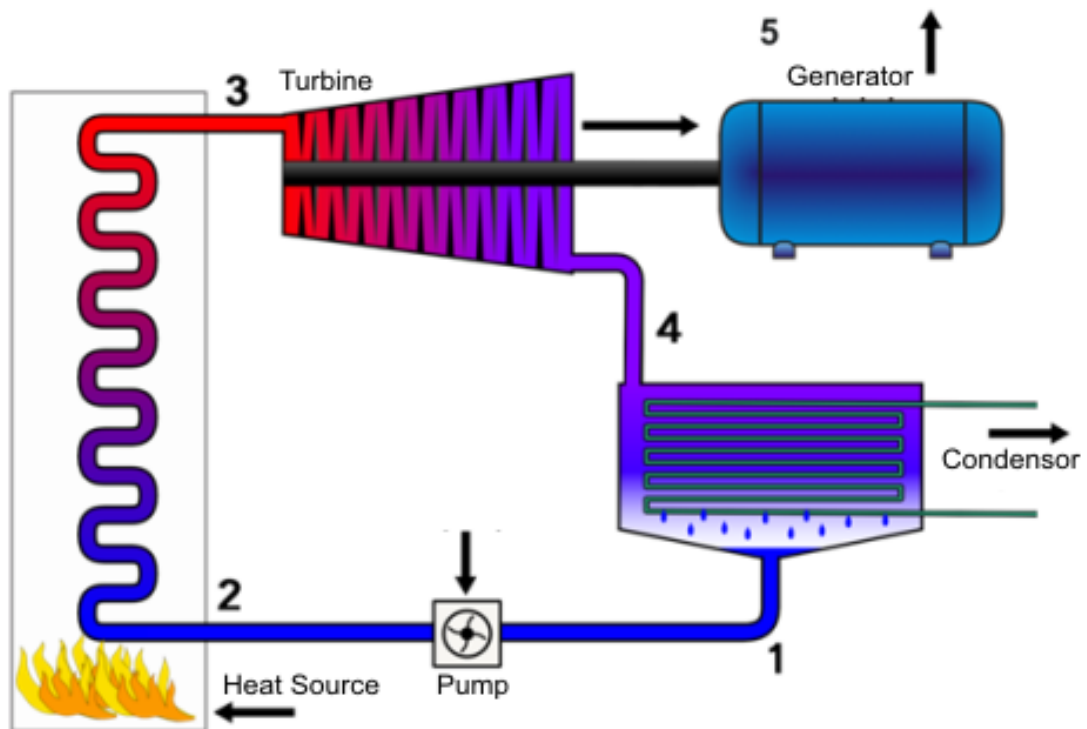 5
Generator
Turbine
3
4
Condensor
2
1
Heat Source
Pump